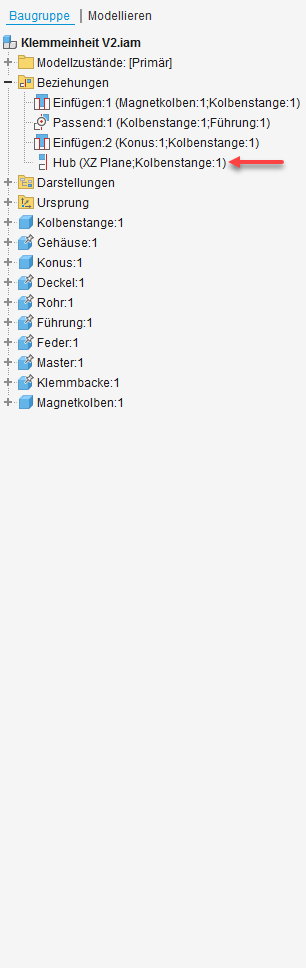 Baugruppe | Modellieren
Klemmeinheit V2.iam
Modellzustände: [Primär]
Beziehungen
Einfügen:1 (Magnetkolben:1;Kolbenstange:1)
Passend:1 (Kolbenstange:1;Führung:1)
Einfügen:2 (Konus:1;Kolbenstange:1)
Hub (XZ Plane;Kolbenstange:1)
Darstellungen
Ursprung
Kolbenstange:1
Gehäuse:1
Konus:1
Deckel:1
Rohr:1
Führung:1
Feder:1
Master:1
Klemmbacke:1
Magnetkolben:1